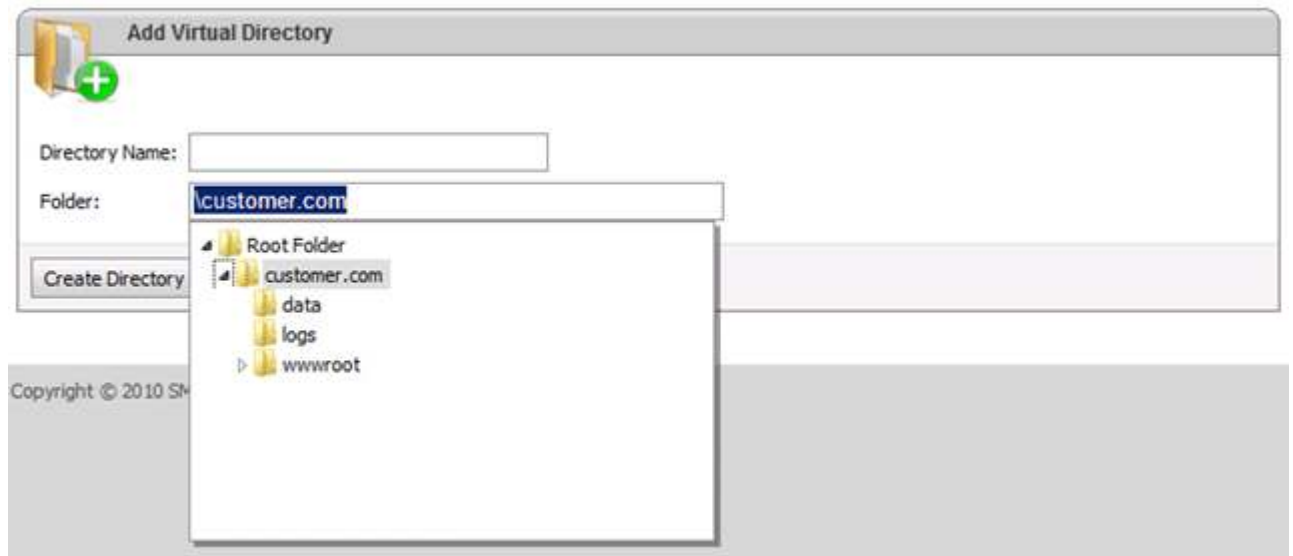 Add Virtual Directory
Directory Name:
Folder: \customer.com
Root Folder
customer.com
Create Directory
data
logs
wwwroot
Copyright © 2010